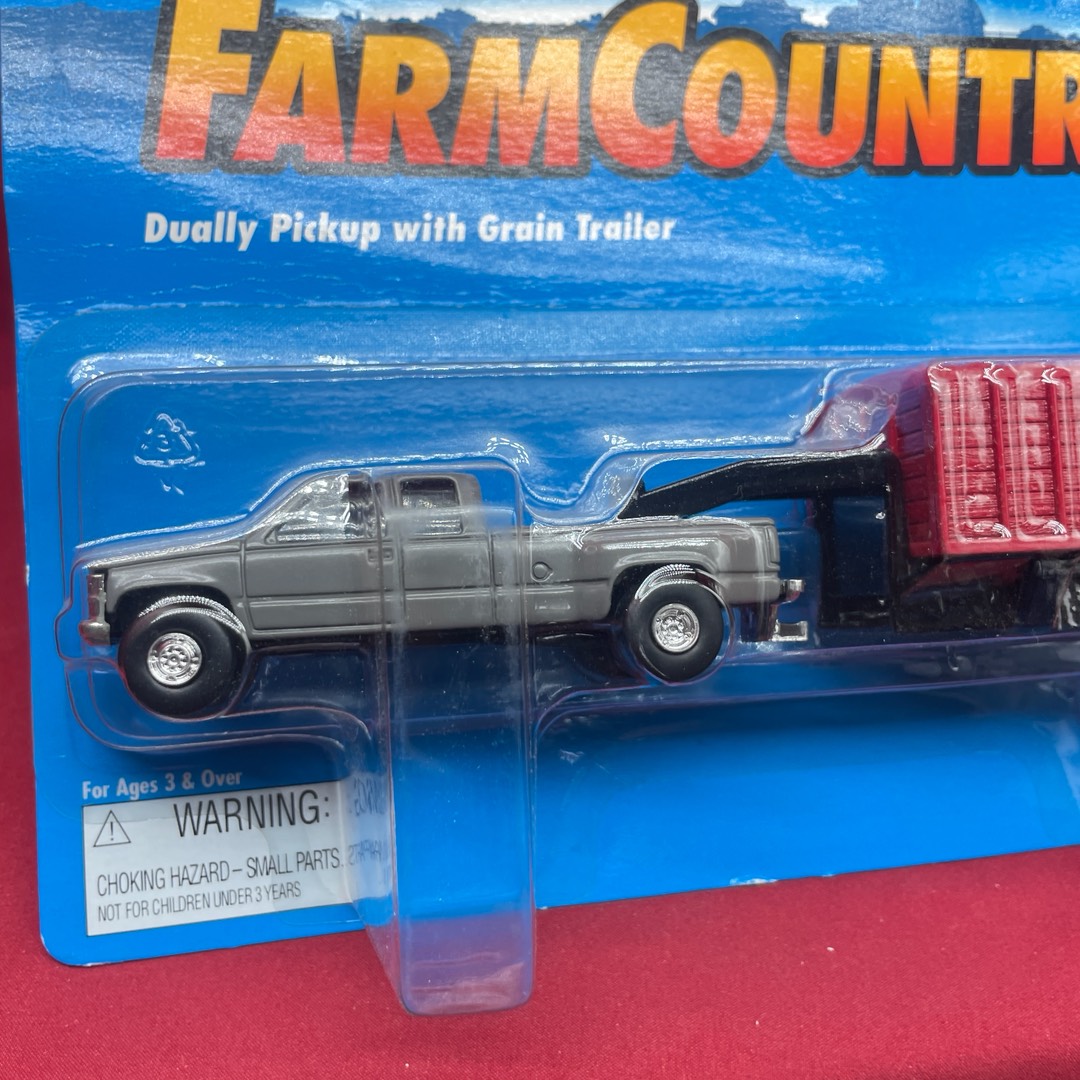 FARMCOUNTR
Dually Pickup with Grain Trailer
3
For Ages 3 & Over
WARNING:
CHOKING HAZARD – SMALL PARTS.
NOT FOR CHILDREN UNDER 3 YEARS